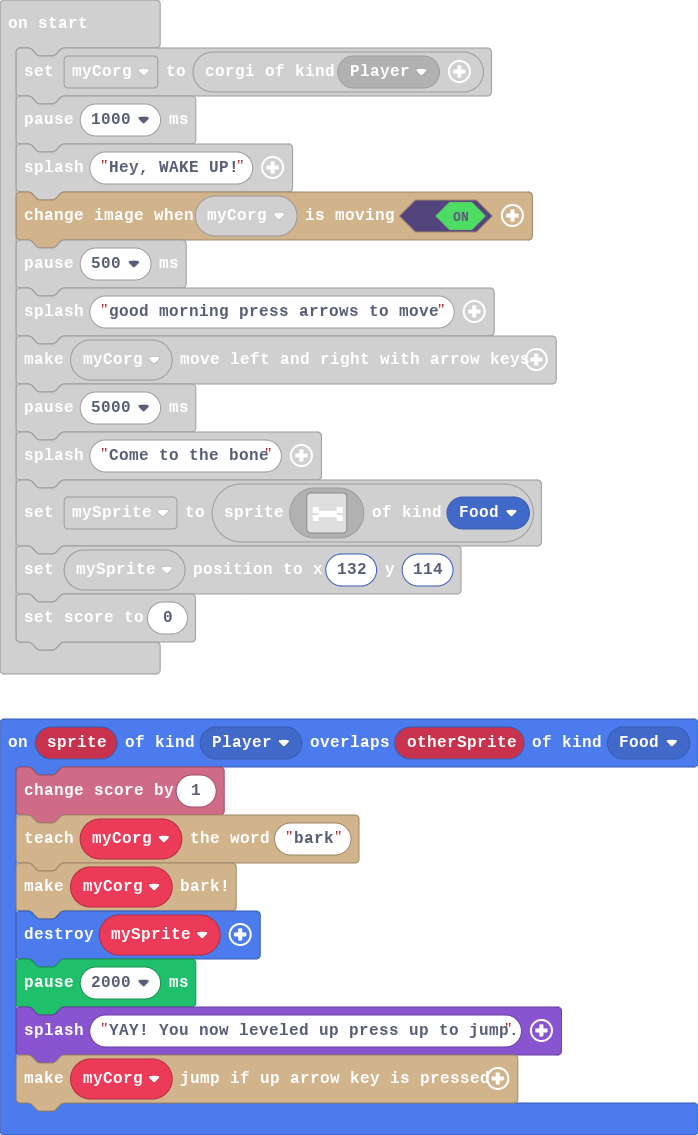 on start
set myCorg to corgi of kind Player
pause 1000 ms
splash "Hey, WAKE UP!"
change image when myCorg is moving ON
pause 500 ms
splash "good morning press arrows to move"
make myCorg move left and right with arrow keys
pause 5000 ms
splash "Come to the bone"
set mySprite to sprite of kind Food
set mySprite position to x 132 y 114
set score to 0
on sprite of kind Player overlaps otherSprite of kind Food
change score by 1
teach myCorg the word "bark"
make myCorg bark!
destroy mySprite
pause 2000 ms
splash "YAY! You now leveled up press up to jump."
make myCorg jump if up arrow key is pressed